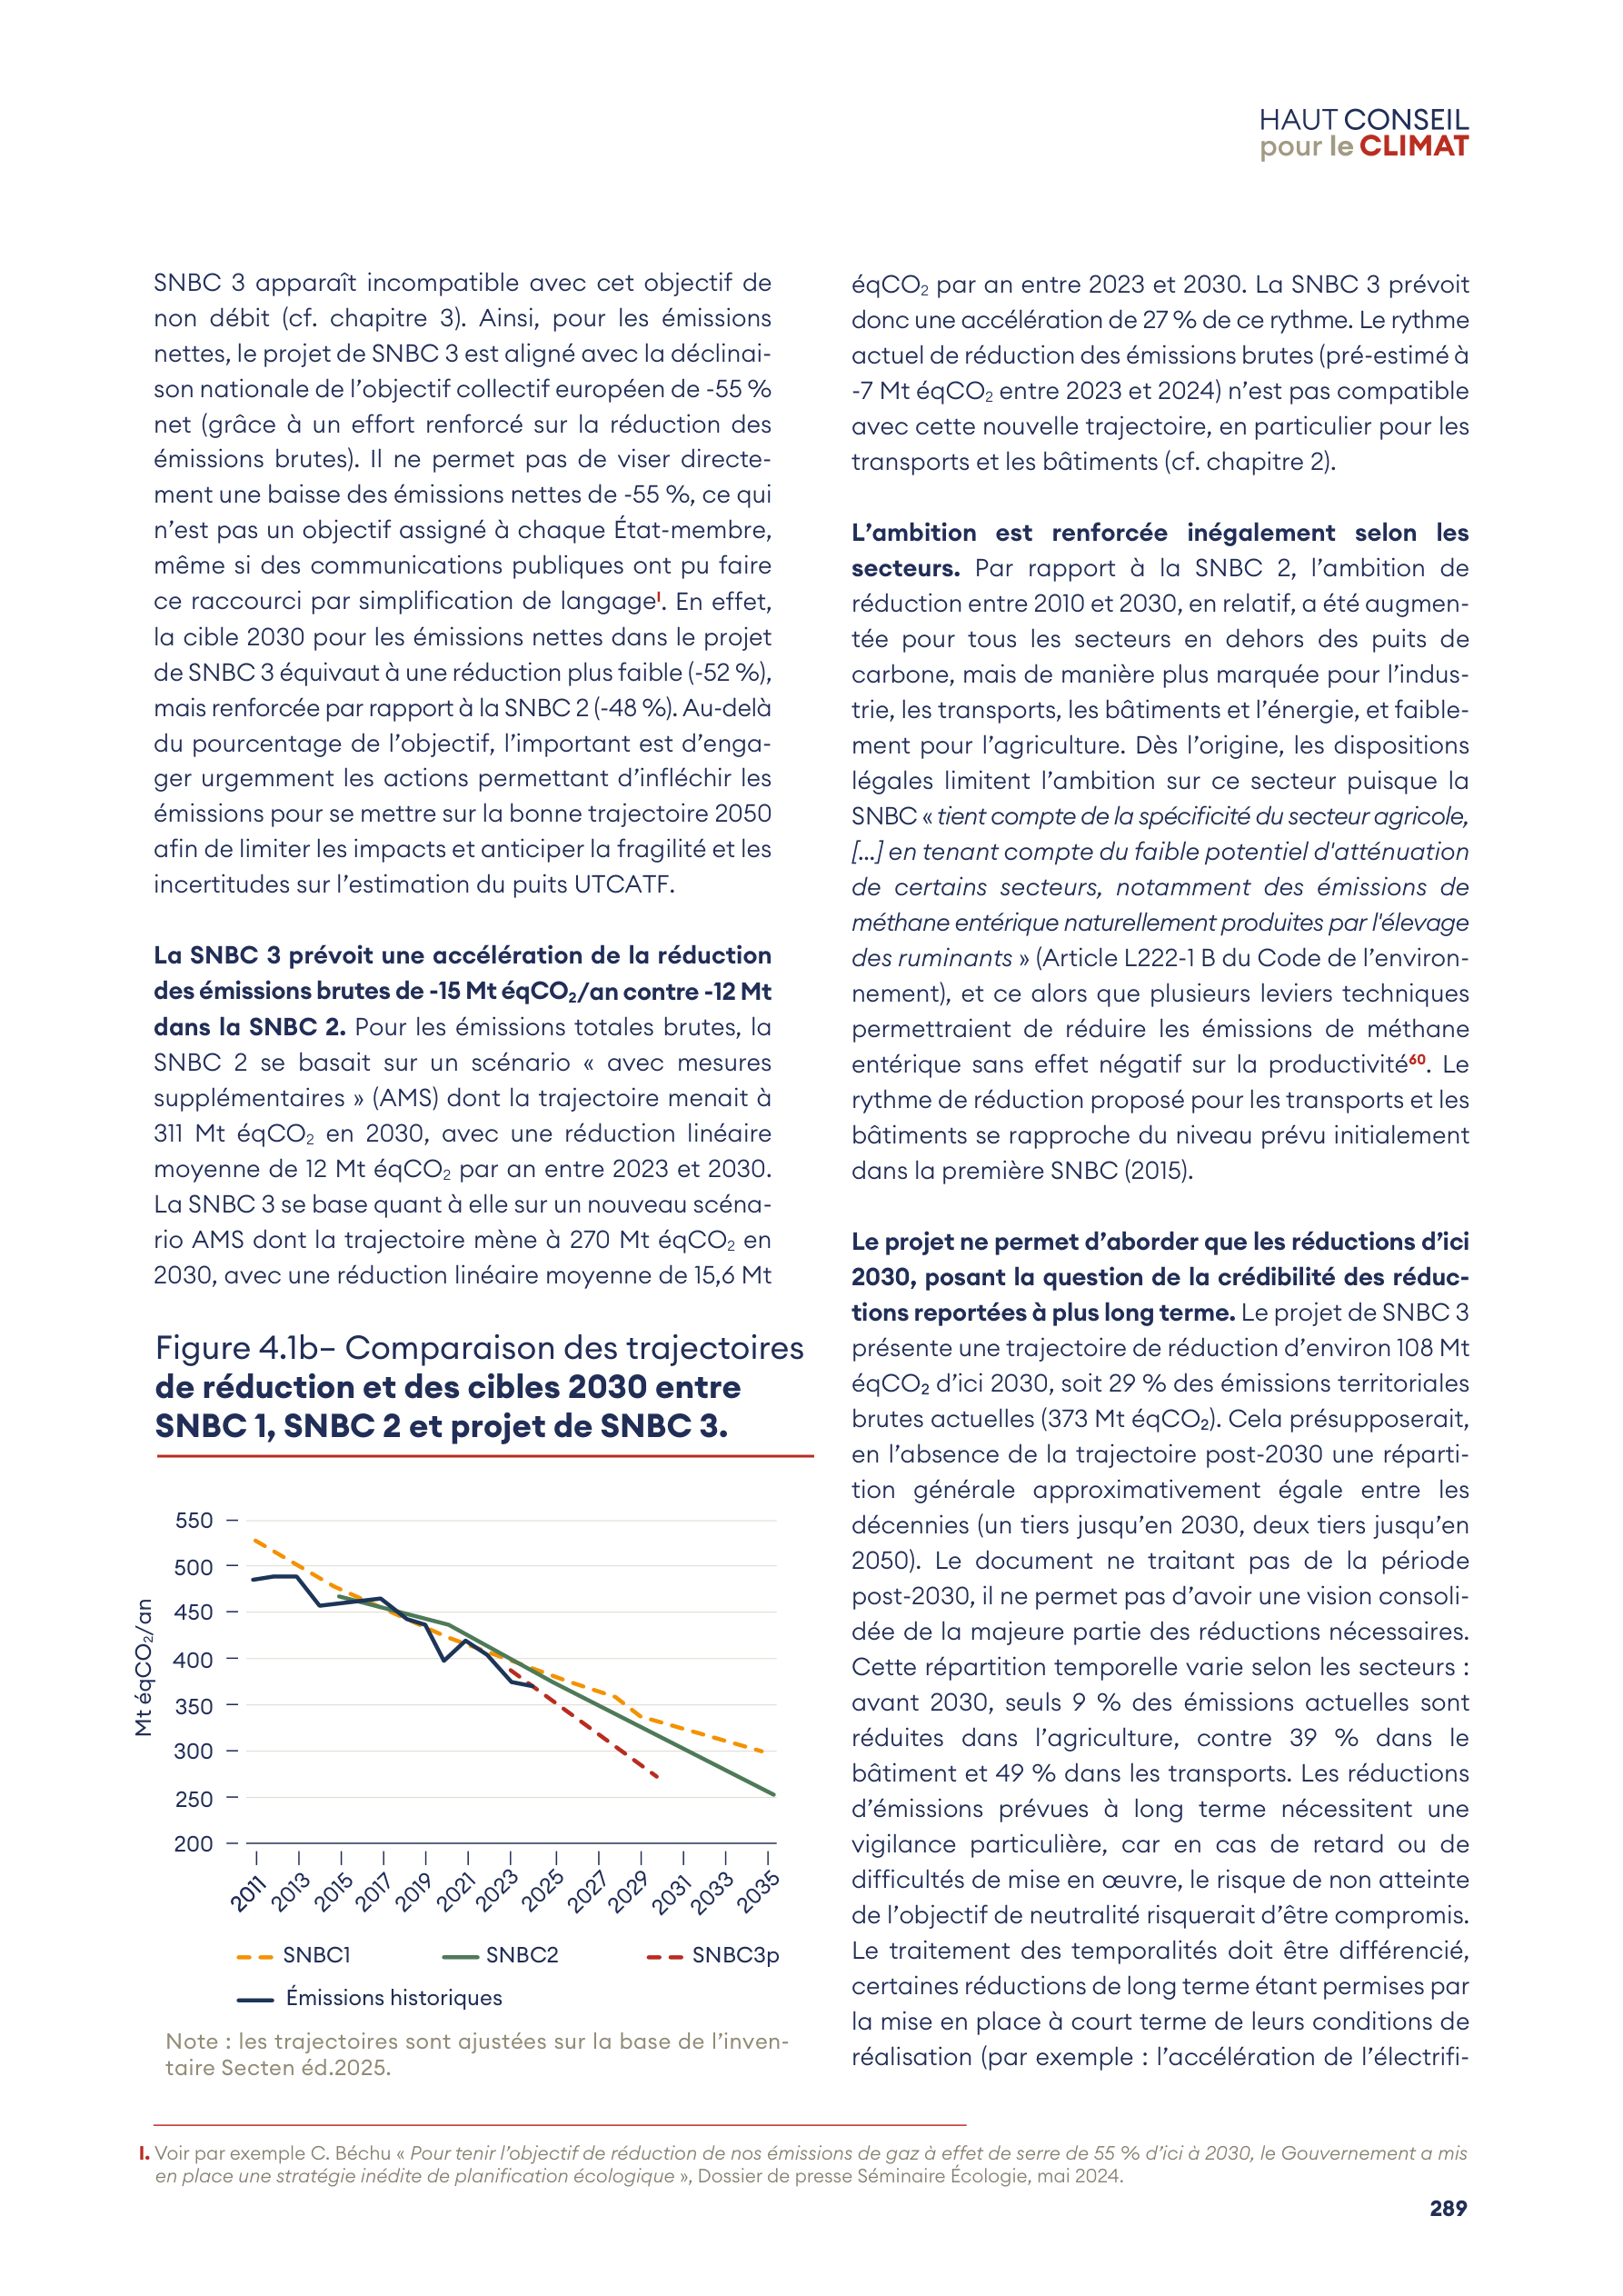 HAUT CONSEIL
pour le CLIMAT
SNBC 3 apparaît incompatible avec cet objectif de
non débit (cf. chapitre 3). Ainsi, pour les émissions
nettes, le projet de SNBC 3 est aligné avec la déclinai-
son nationale de l’objectif collectif européen de -55 %
net (grâce à un effort renforcé sur la réduction des
émissions brutes). Il ne permet pas de viser directe-
ment une baisse des émissions nettes de -55 %, ce qui
n’est pas un objectif assigné à chaque État-membre,
même si des communications publiques ont pu faire
ce raccourci par simplification de langageI. En effet,
la cible 2030 pour les émissions nettes dans le projet
de SNBC 3 équivaut à une réduction plus faible (-52 %),
mais renforcée par rapport à la SNBC 2 (-48 %). Au-delà
du pourcentage de l’objectif, l’important est d’enga-
ger urgemment les actions permettant d’infléchir les
émissions pour se mettre sur la bonne trajectoire 2050
afin de limiter les impacts et anticiper la fragilité et les
incertitudes sur l’estimation du puits UTCATF.
La SNBC 3 prévoit une accélération de la réduction
des émissions brutes de -15 Mt éqCO₂/an contre -12 Mt
dans la SNBC 2. Pour les émissions totales brutes, la
SNBC 2 se basait sur un scénario « avec mesures
supplémentaires » (AMS) dont la trajectoire menait à
311 Mt éqCO₂ en 2030, avec une réduction linéaire
moyenne de 12 Mt éqCO₂ par an entre 2023 et 2030.
La SNBC 3 se base quant à elle sur un nouveau scéna-
rio AMS dont la trajectoire mène à 270 Mt éqCO₂ en
2030, avec une réduction linéaire moyenne de 15,6 Mt
Figure 4.1b– Comparaison des trajectoires
de réduction et des cibles 2030 entre
SNBC 1, SNBC 2 et projet de SNBC 3.
Mt éqCO₂/an
550
500
450
400
350
300
250
200
2011 2013 2015 2017 2019 2021 2023 2025 2027 2029 2031 2033 2035
SNBC1 SNBC2 SNBC3p
Émissions historiques
Note : les trajectoires sont ajustées sur la base de l’inven-
taire Secten éd.2025.
éqCO₂ par an entre 2023 et 2030. La SNBC 3 prévoit
donc une accélération de 27 % de ce rythme. Le rythme
actuel de réduction des émissions brutes (pré-estimé à
-7 Mt éqCO₂ entre 2023 et 2024) n’est pas compatible
avec cette nouvelle trajectoire, en particulier pour les
transports et les bâtiments (cf. chapitre 2).
L’ambition est renforcée inégalement selon les
secteurs. Par rapport à la SNBC 2, l’ambition de
réduction entre 2010 et 2030, en relatif, a été augmen-
tée pour tous les secteurs en dehors des puits de
carbone, mais de manière plus marquée pour l’indus-
trie, les transports, les bâtiments et l’énergie, et faible-
ment pour l’agriculture. Dès l’origine, les dispositions
légales limitent l’ambition sur ce secteur puisque la
SNBC « tient compte de la spécificité du secteur agricole,
[...] en tenant compte du faible potentiel d'atténuation
de certains secteurs, notamment des émissions de
méthane entérique naturellement produites par l'élevage
des ruminants » (Article L222-1 B du Code de l’environ-
nement), et ce alors que plusieurs leviers techniques
permettraient de réduire les émissions de méthane
entérique sans effet négatif sur la productivité⁶⁰. Le
rythme de réduction proposé pour les transports et les
bâtiments se rapproche du niveau prévu initialement
dans la première SNBC (2015).
Le projet ne permet d’aborder que les réductions d’ici
2030, posant la question de la crédibilité des réduc-
tions reportées à plus long terme. Le projet de SNBC 3
présente une trajectoire de réduction d’environ 108 Mt
éqCO₂ d’ici 2030, soit 29 % des émissions territoriales
brutes actuelles (373 Mt éqCO₂). Cela présupposerait,
en l’absence de la trajectoire post-2030 une réparti-
tion générale approximativement égale entre les
décennies (un tiers jusqu’en 2030, deux tiers jusqu’en
2050). Le document ne traitant pas de la période
post-2030, il ne permet pas d’avoir une vision consoli-
dée de la majeure partie des réductions nécessaires.
Cette répartition temporelle varie selon les secteurs :
avant 2030, seuls 9 % des émissions actuelles sont
réduites dans l’agriculture, contre 39 % dans le
bâtiment et 49 % dans les transports. Les réductions
d’émissions prévues à long terme nécessitent une
vigilance particulière, car en cas de retard ou de
difficultés de mise en œuvre, le risque de non atteinte
de l’objectif de neutralité risquerait d’être compromis.
Le traitement des temporalités doit être différencié,
certaines réductions de long terme étant permises par
la mise en place à court terme de leurs conditions de
réalisation (par exemple : l’accélération de l’électrifi-
I. Voir par exemple C. Béchu « Pour tenir l’objectif de réduction de nos émissions de gaz à effet de serre de 55 % d’ici à 2030, le Gouvernement a mis
en place une stratégie inédite de planification écologique », Dossier de presse Séminaire Écologie, mai 2024.
289